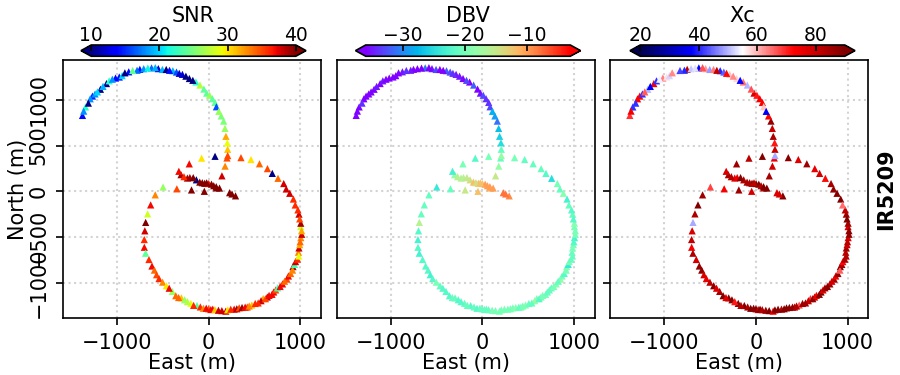 SNR DBV Xc
10 20 30 40 −30 −20 −10 20 40 60 80
1000
500
0
−500
−1000
North (m)
IR5209
−1000 0 1000 −1000 0 1000 −1000 0 1000
East (m) East (m) East (m)